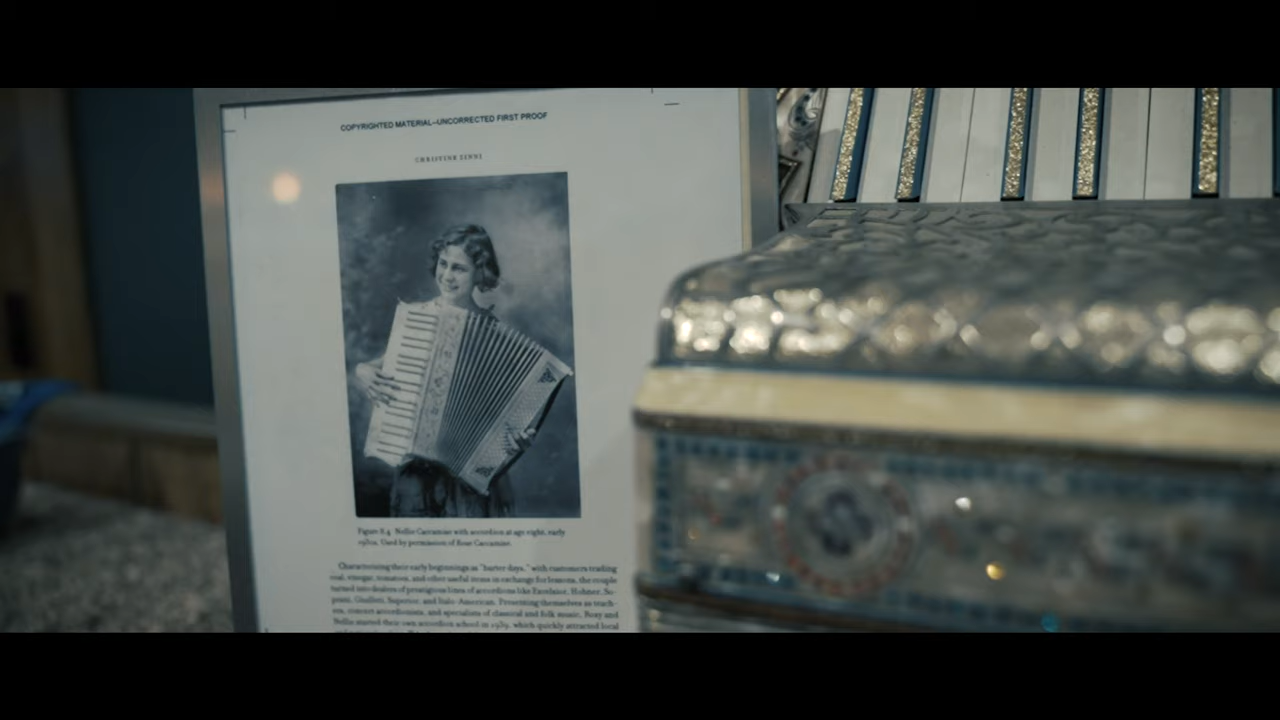 COPYRIGHTED MATERIAL–UNCORRECTED FIRST PROOF
CHRISTINE ZINNI
Figure 8.4 Nellie Caccamise with accordion at age eight, early
1930s. Used by permission of Rose Caccamise.
Characterizing their early beginnings as "barter days," with customers trading
coal, vinegar, tomatoes, and other useful items in exchange for lessons, the couple
turned into dealers of prestigious lines of accordions like Excelsior, Hohner, So-
prani, Giulietti, Superior, and Italo-American. Presenting themselves as teach-
ers, concert accordionists, and specialists of classical and folk music, Roxy and
Nellie started their own accordion school in 1939, which quickly attracted local